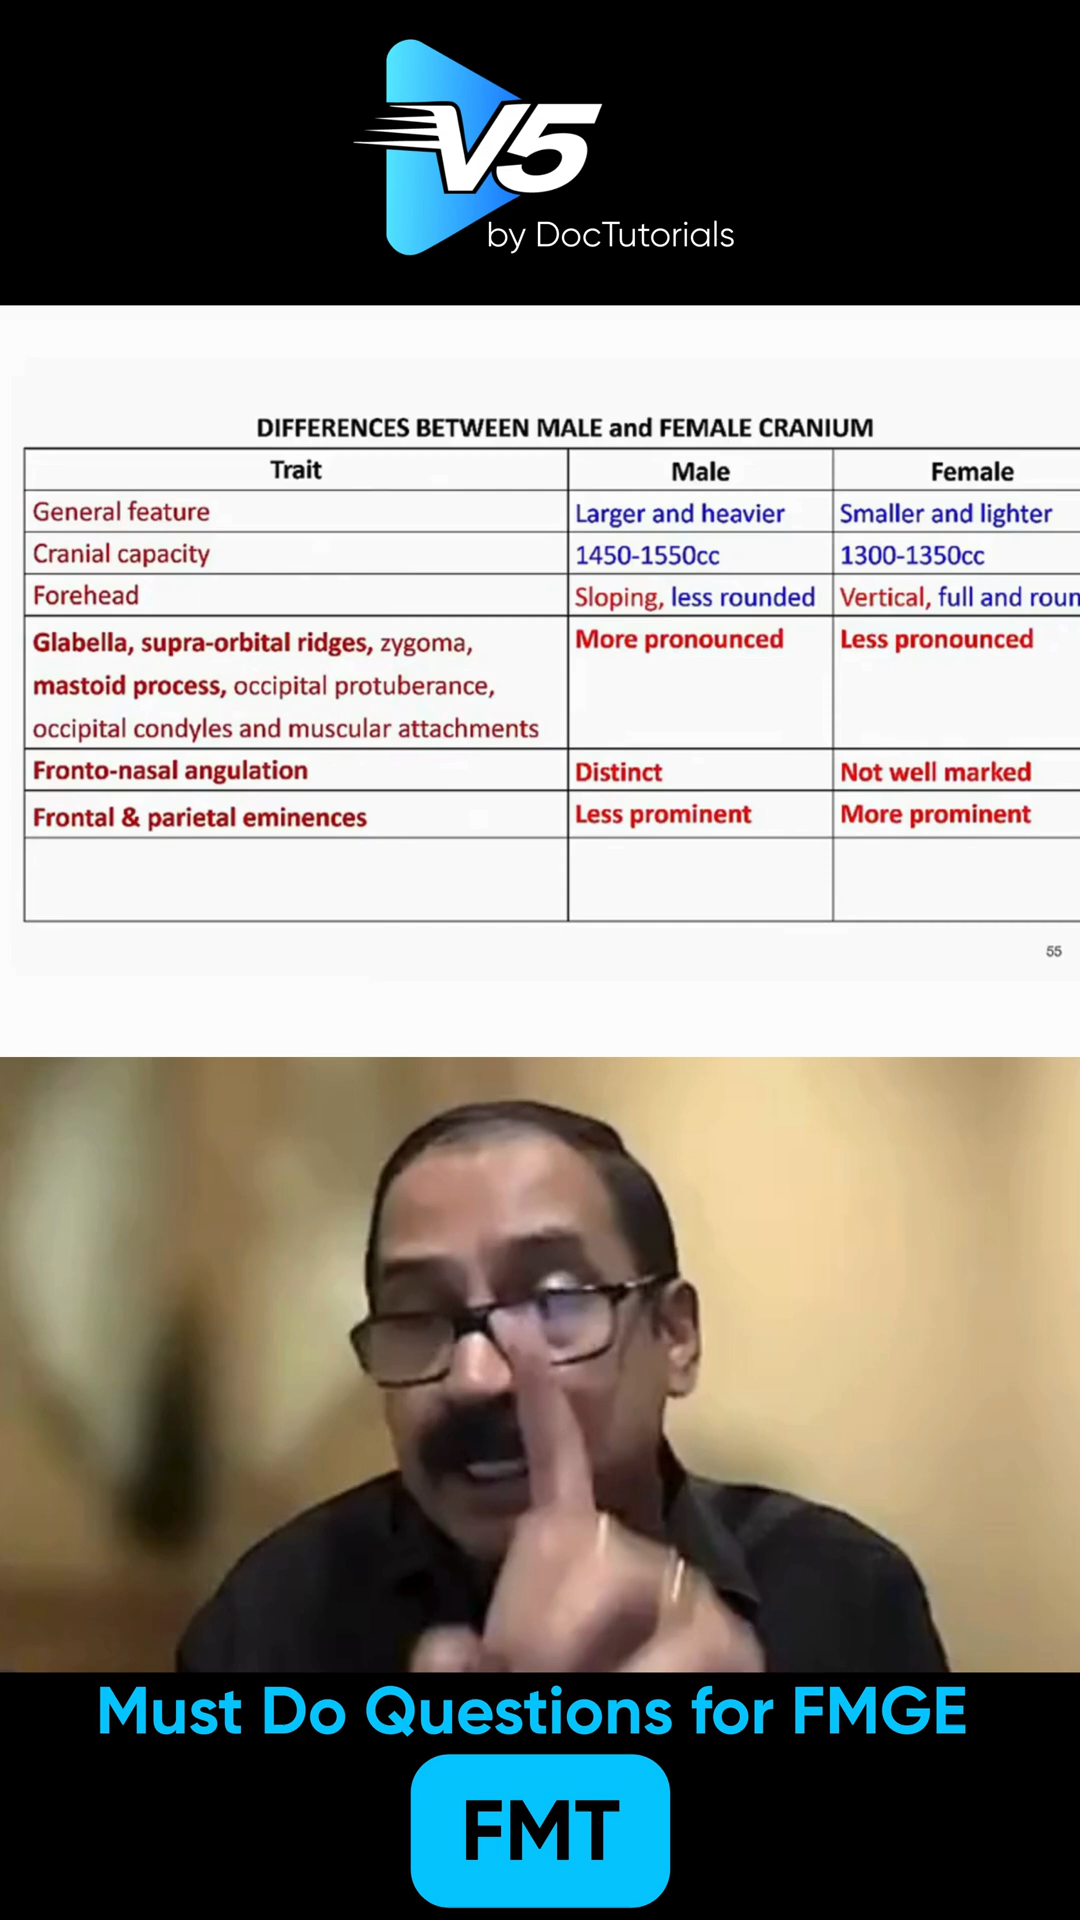 V5
by DocTutorials
DIFFERENCES BETWEEN MALE and FEMALE CRANIUM
Trait Male Female
General feature Larger and heavier Smaller and lighter
Cranial capacity 1450-1550cc 1300-1350cc
Forehead Sloping, less rounded Vertical, full and roun
Glabella, supra-orbital ridges, zygoma, More pronounced Less pronounced
mastoid process, occipital protuberance,
occipital condyles and muscular attachments
Fronto-nasal angulation Distinct Not well marked
Frontal & parietal eminences Less prominent More prominent
55
Must Do Questions for FMGE
FMT